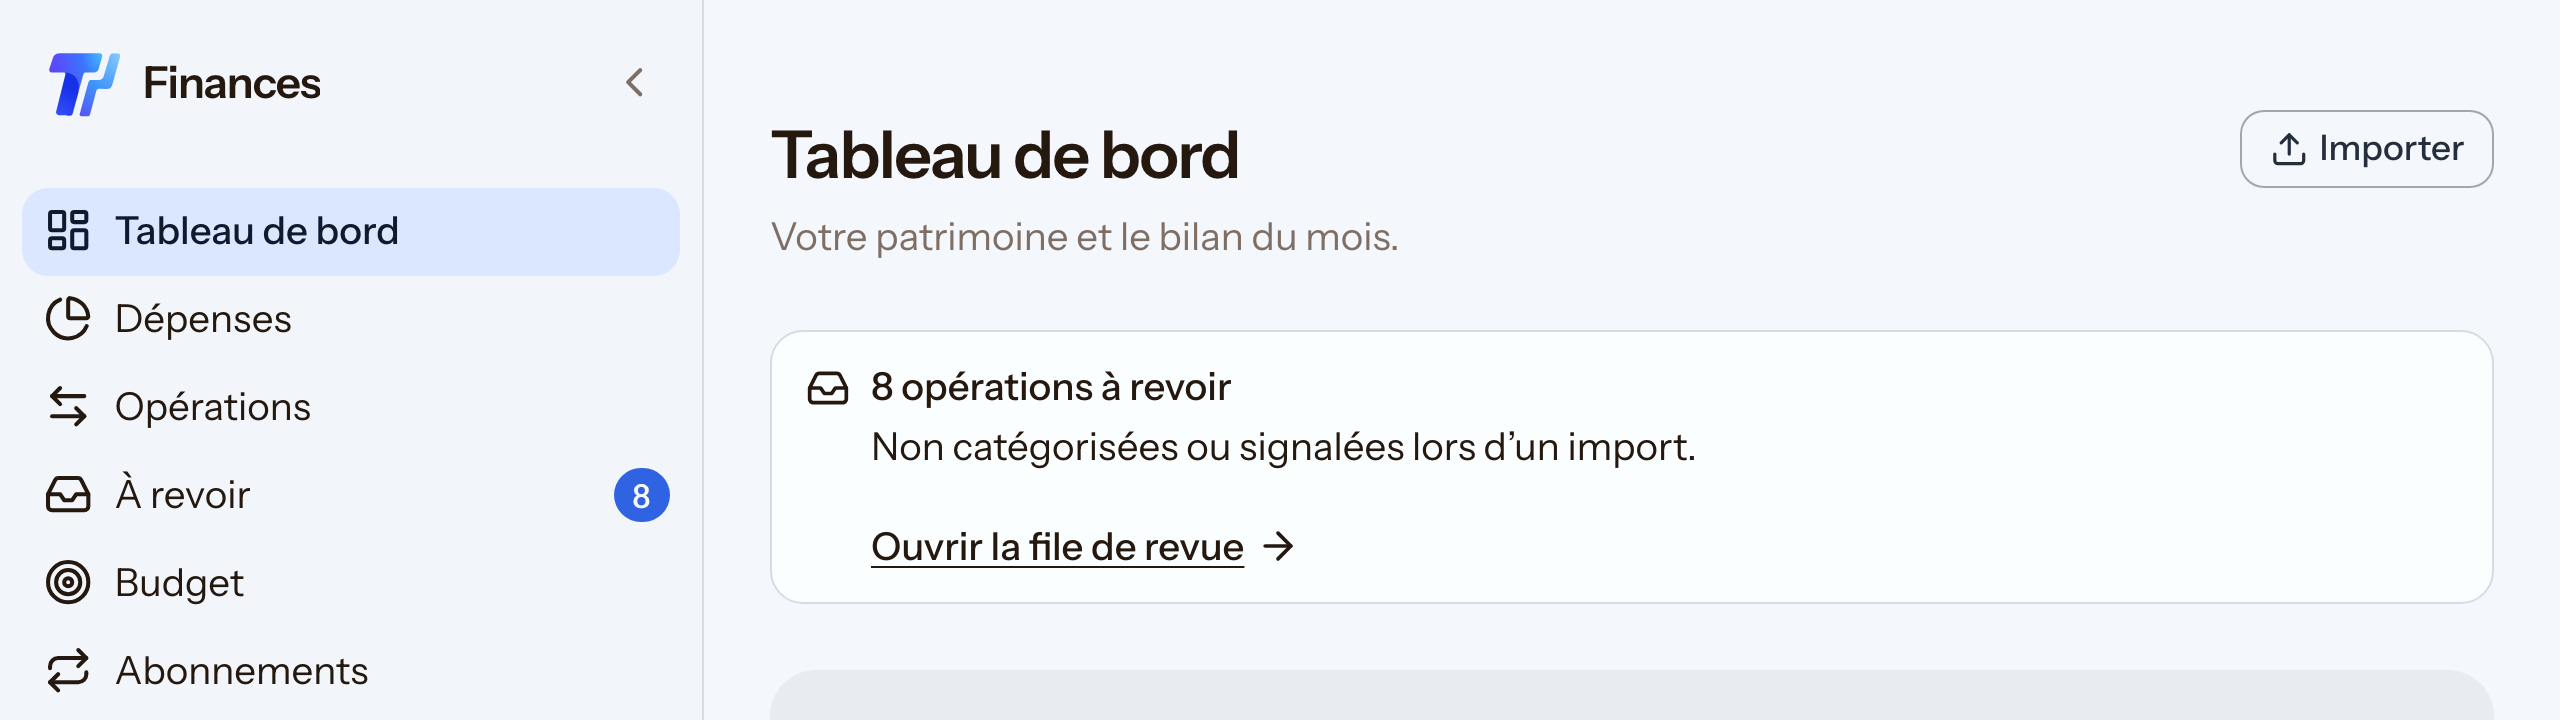 Finances
Tableau de bord
Dépenses
Opérations
À revoir
8
Budget
Abonnements
Tableau de bord
Importer
Votre patrimoine et le bilan du mois.
8 opérations à revoir
Non catégorisées ou signalées lors d’un import.
Ouvrir la file de revue